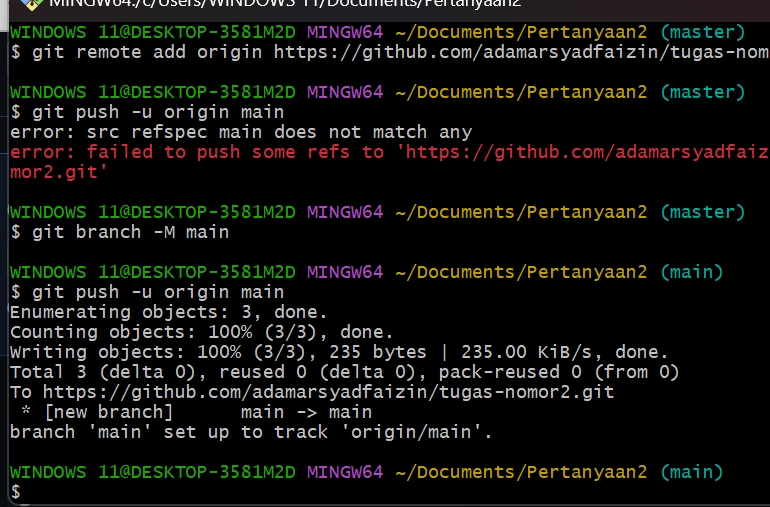 MINGW64:/c/Users/WINDOWS 11/Documents/Pertanyaan2
WINDOWS 11@DESKTOP-3581M2D MINGW64 ~/Documents/Pertanyaan2 (master)
$ git remote add origin https://github.com/adamarsyadfaizin/tugas-nom
WINDOWS 11@DESKTOP-3581M2D MINGW64 ~/Documents/Pertanyaan2 (master)
$ git push -u origin main
error: src refspec main does not match any
error: failed to push some refs to 'https://github.com/adamarsyadfaiz
mor2.git'
WINDOWS 11@DESKTOP-3581M2D MINGW64 ~/Documents/Pertanyaan2 (master)
$ git branch -M main
WINDOWS 11@DESKTOP-3581M2D MINGW64 ~/Documents/Pertanyaan2 (main)
$ git push -u origin main
Enumerating objects: 3, done.
Counting objects: 100% (3/3), done.
Writing objects: 100% (3/3), 235 bytes | 235.00 KiB/s, done.
Total 3 (delta 0), reused 0 (delta 0), pack-reused 0 (from 0)
To https://github.com/adamarsyadfaizin/tugas-nomor2.git
 * [new branch]      main -> main
branch 'main' set up to track 'origin/main'.
WINDOWS 11@DESKTOP-3581M2D MINGW64 ~/Documents/Pertanyaan2 (main)
$